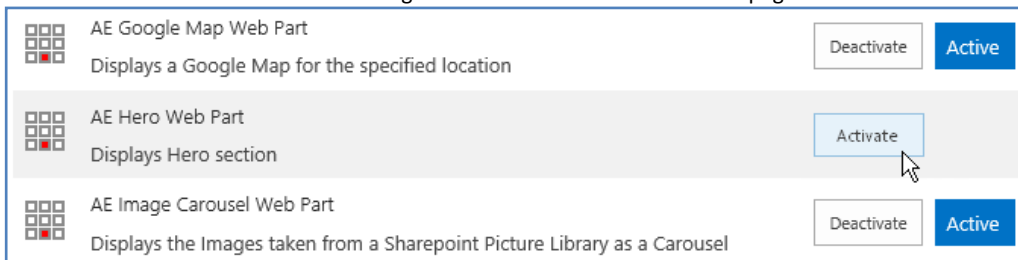 AE Google Map Web Part
Deactivate Active
Displays a Google Map for the specified location
AE Hero Web Part
Activate
Displays Hero section
AE Image Carousel Web Part
Deactivate Active
Displays the Images taken from a Sharepoint Picture Library as a Carousel